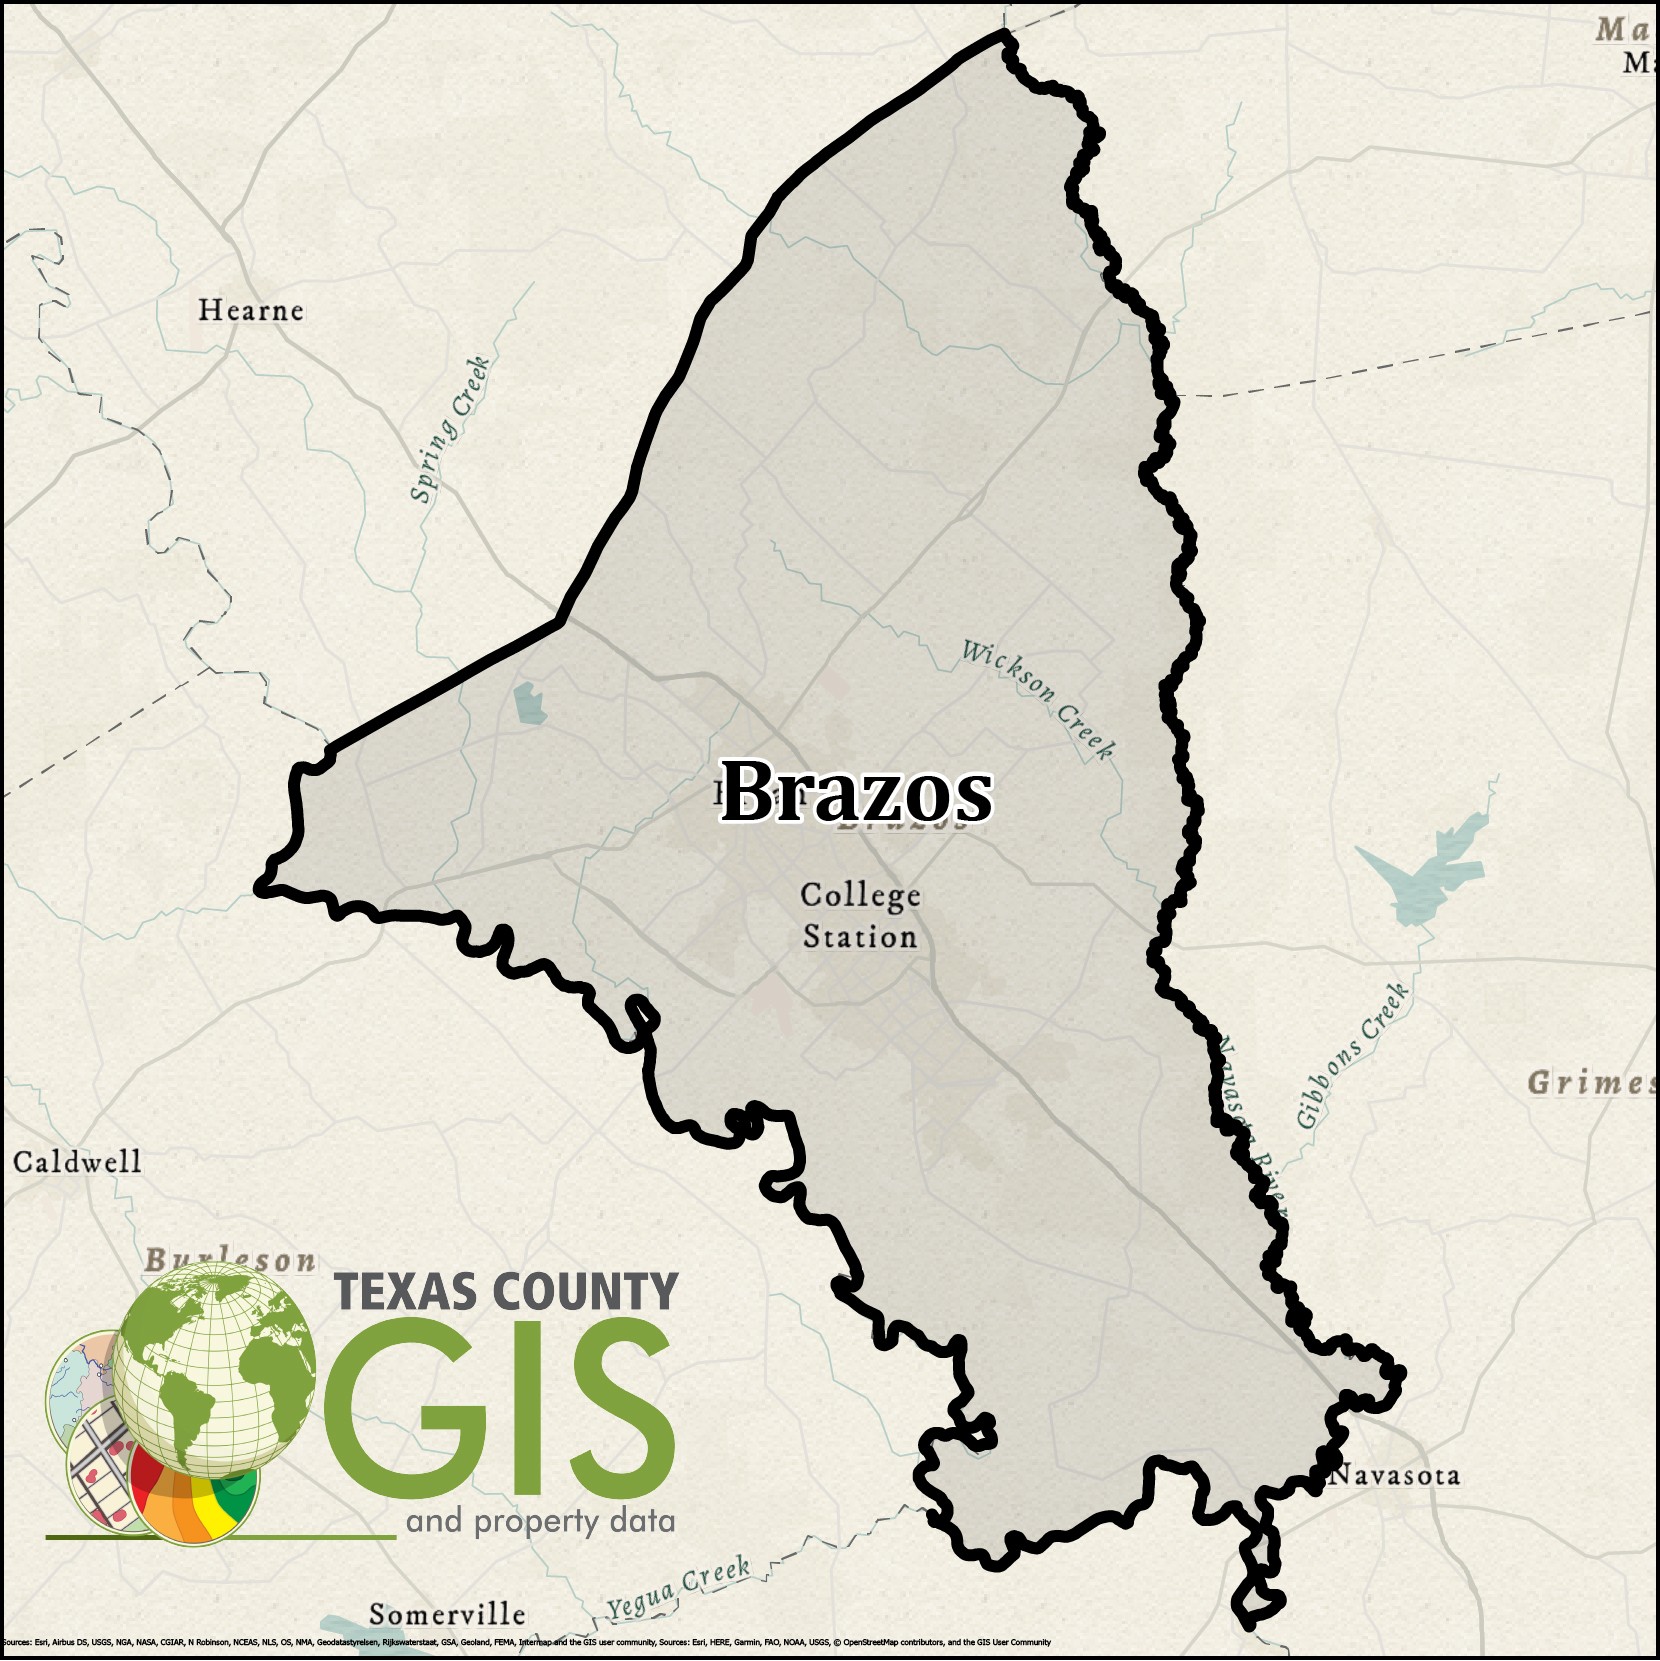 Ma
Ma
Hearne
Spring Creek
Wickson Creek
Brazos
Brazos
College
Station
Navasota River
Gibbons Creek
Grimes
Caldwell
Burleson
TEXAS COUNTY
GIS
and property data
Navasota
Yegua Creek
Somerville
Sources: Esri, Airbus DS, USGS, NGA, NASA, CGIAR, N Robinson, NCEAS, NLS, OS, NMA, Geodatastyrelsen, Rijkswaterstaat, GSA, Geoland, FEMA, Intermap and the GIS user community, Sources: Esri, HERE, Garmin, FAO, NOAA, USGS, © OpenStreetMap contributors, and the GIS User Community